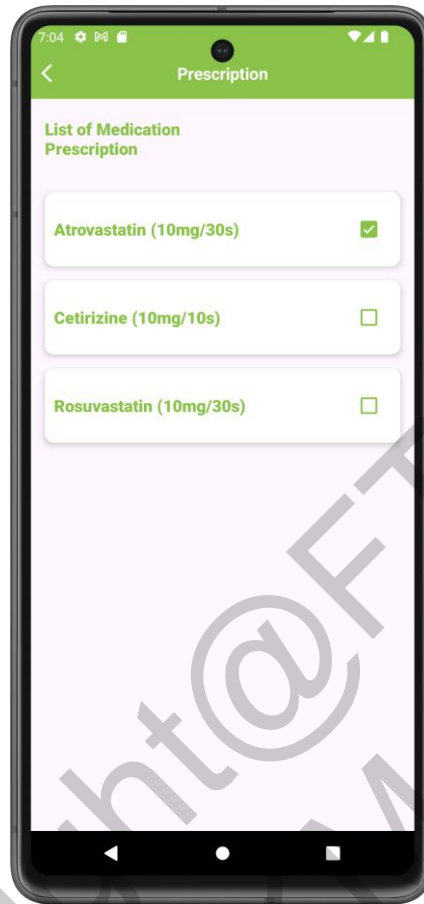 7:04
Prescription
List of Medication
Prescription
Atrovastatin (10mg/30s)
Cetirizine (10mg/10s)
Rosuvastatin (10mg/30s)